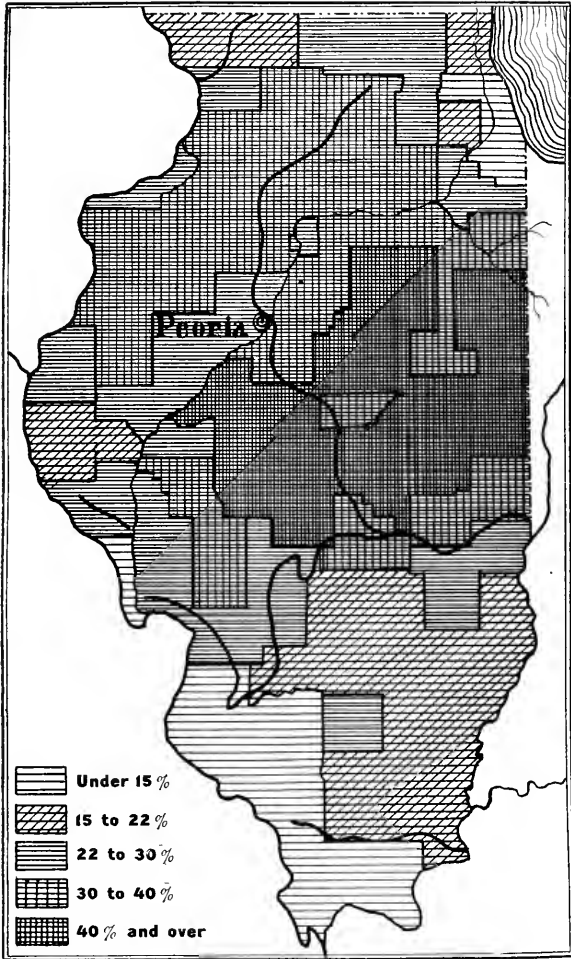 Peoria
Under 15%
15 to 22%
22 to 30%
30 to 40%
40% and over